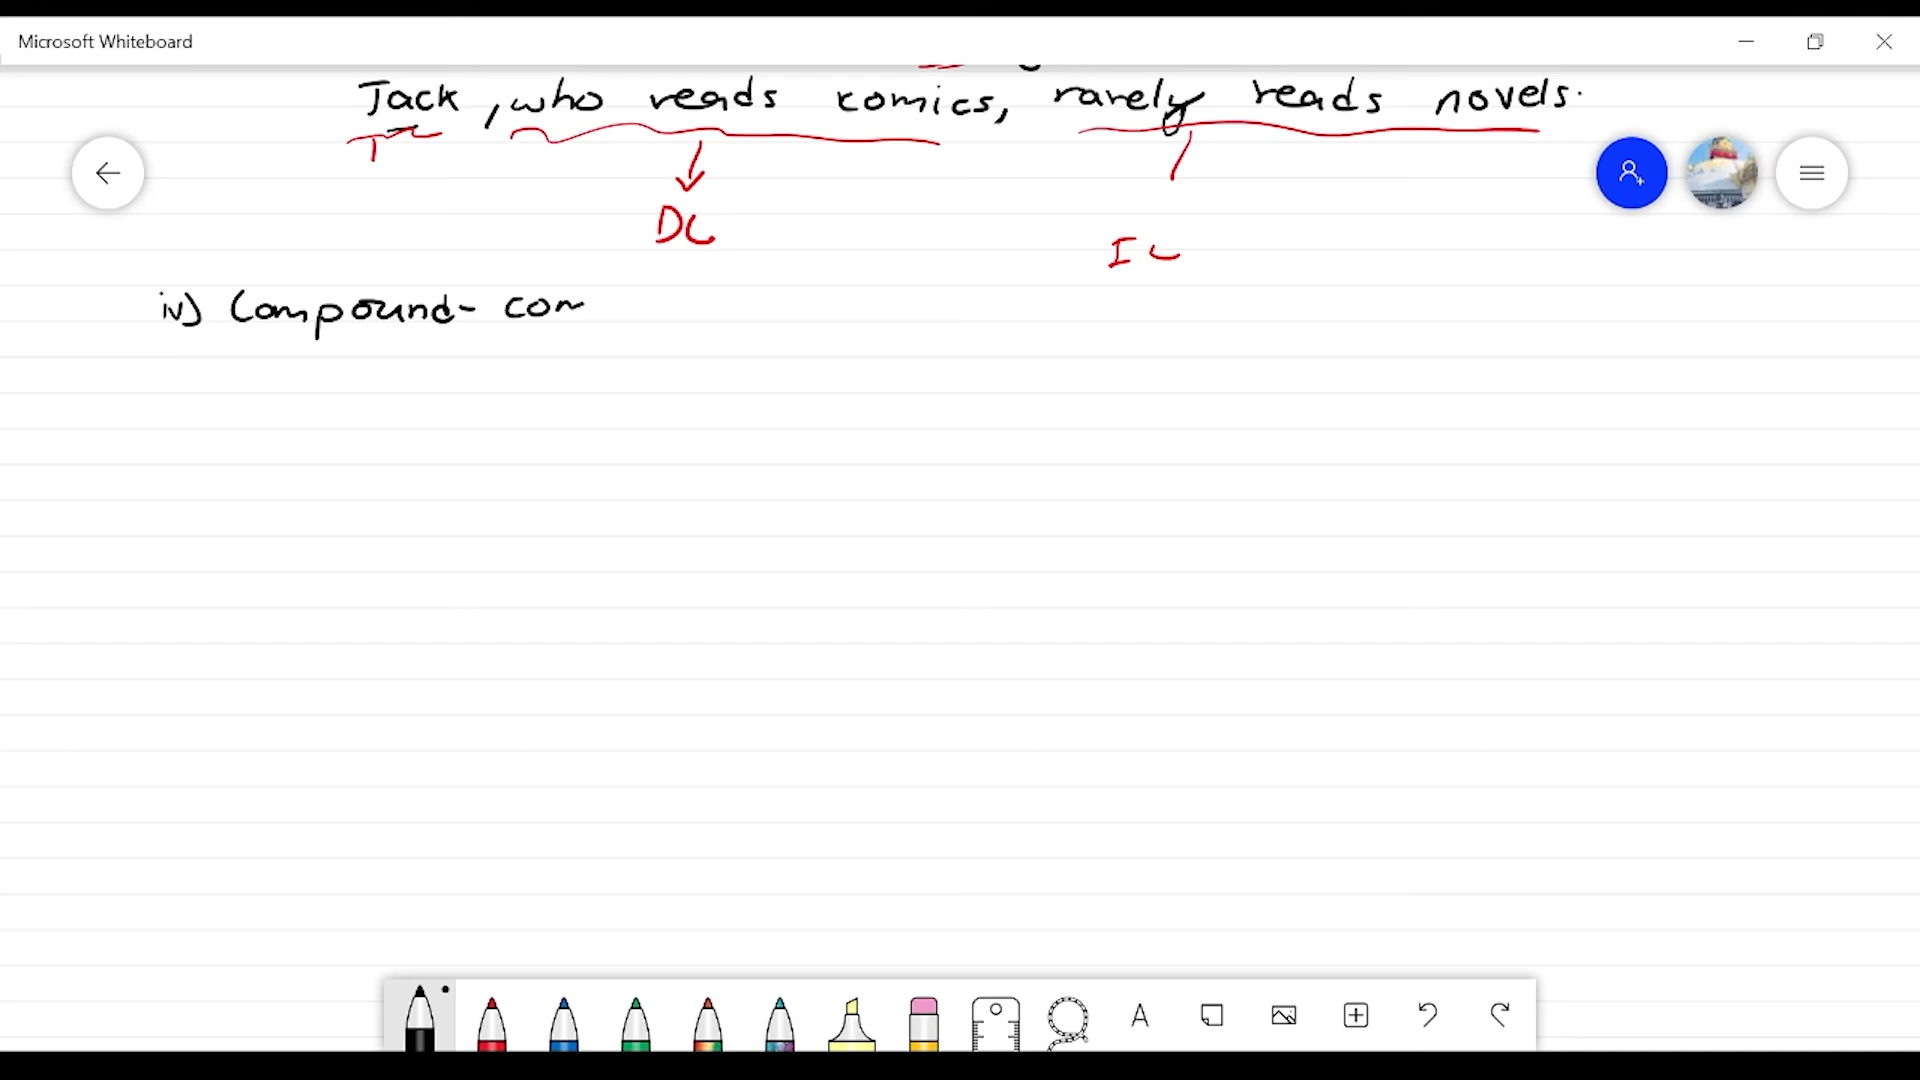 Microsoft Whiteboard
Jack, who reads comics, rarely reads novels.
DC
IC
iv) Compound- com